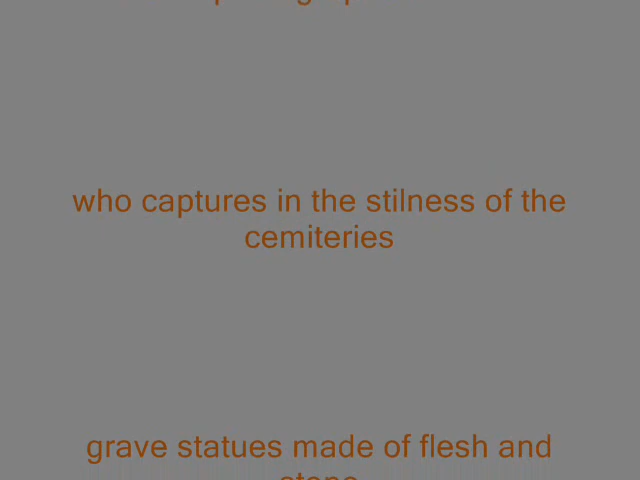 who captures in the stilness of the
cemiteries
grave statues made of flesh and